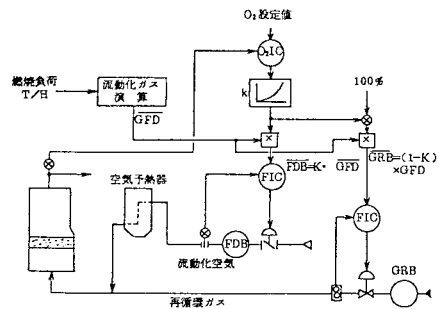 O₂設定値
O₂IC
燃焼負荷
T/H
流動化ガス
演算
GFD
k
100%
×
×
FDB=K・GFD
GRB=(1-K)
×GFD
空気予熱器
FIC
FIC
FDB
流動化空気
GRB
再循環ガス